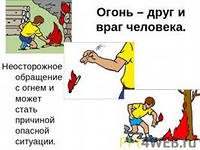 Огонь – друг и
враг человека.
Неосторожное
обращение
с огнем и
может
стать
причиной
опасной
ситуации.